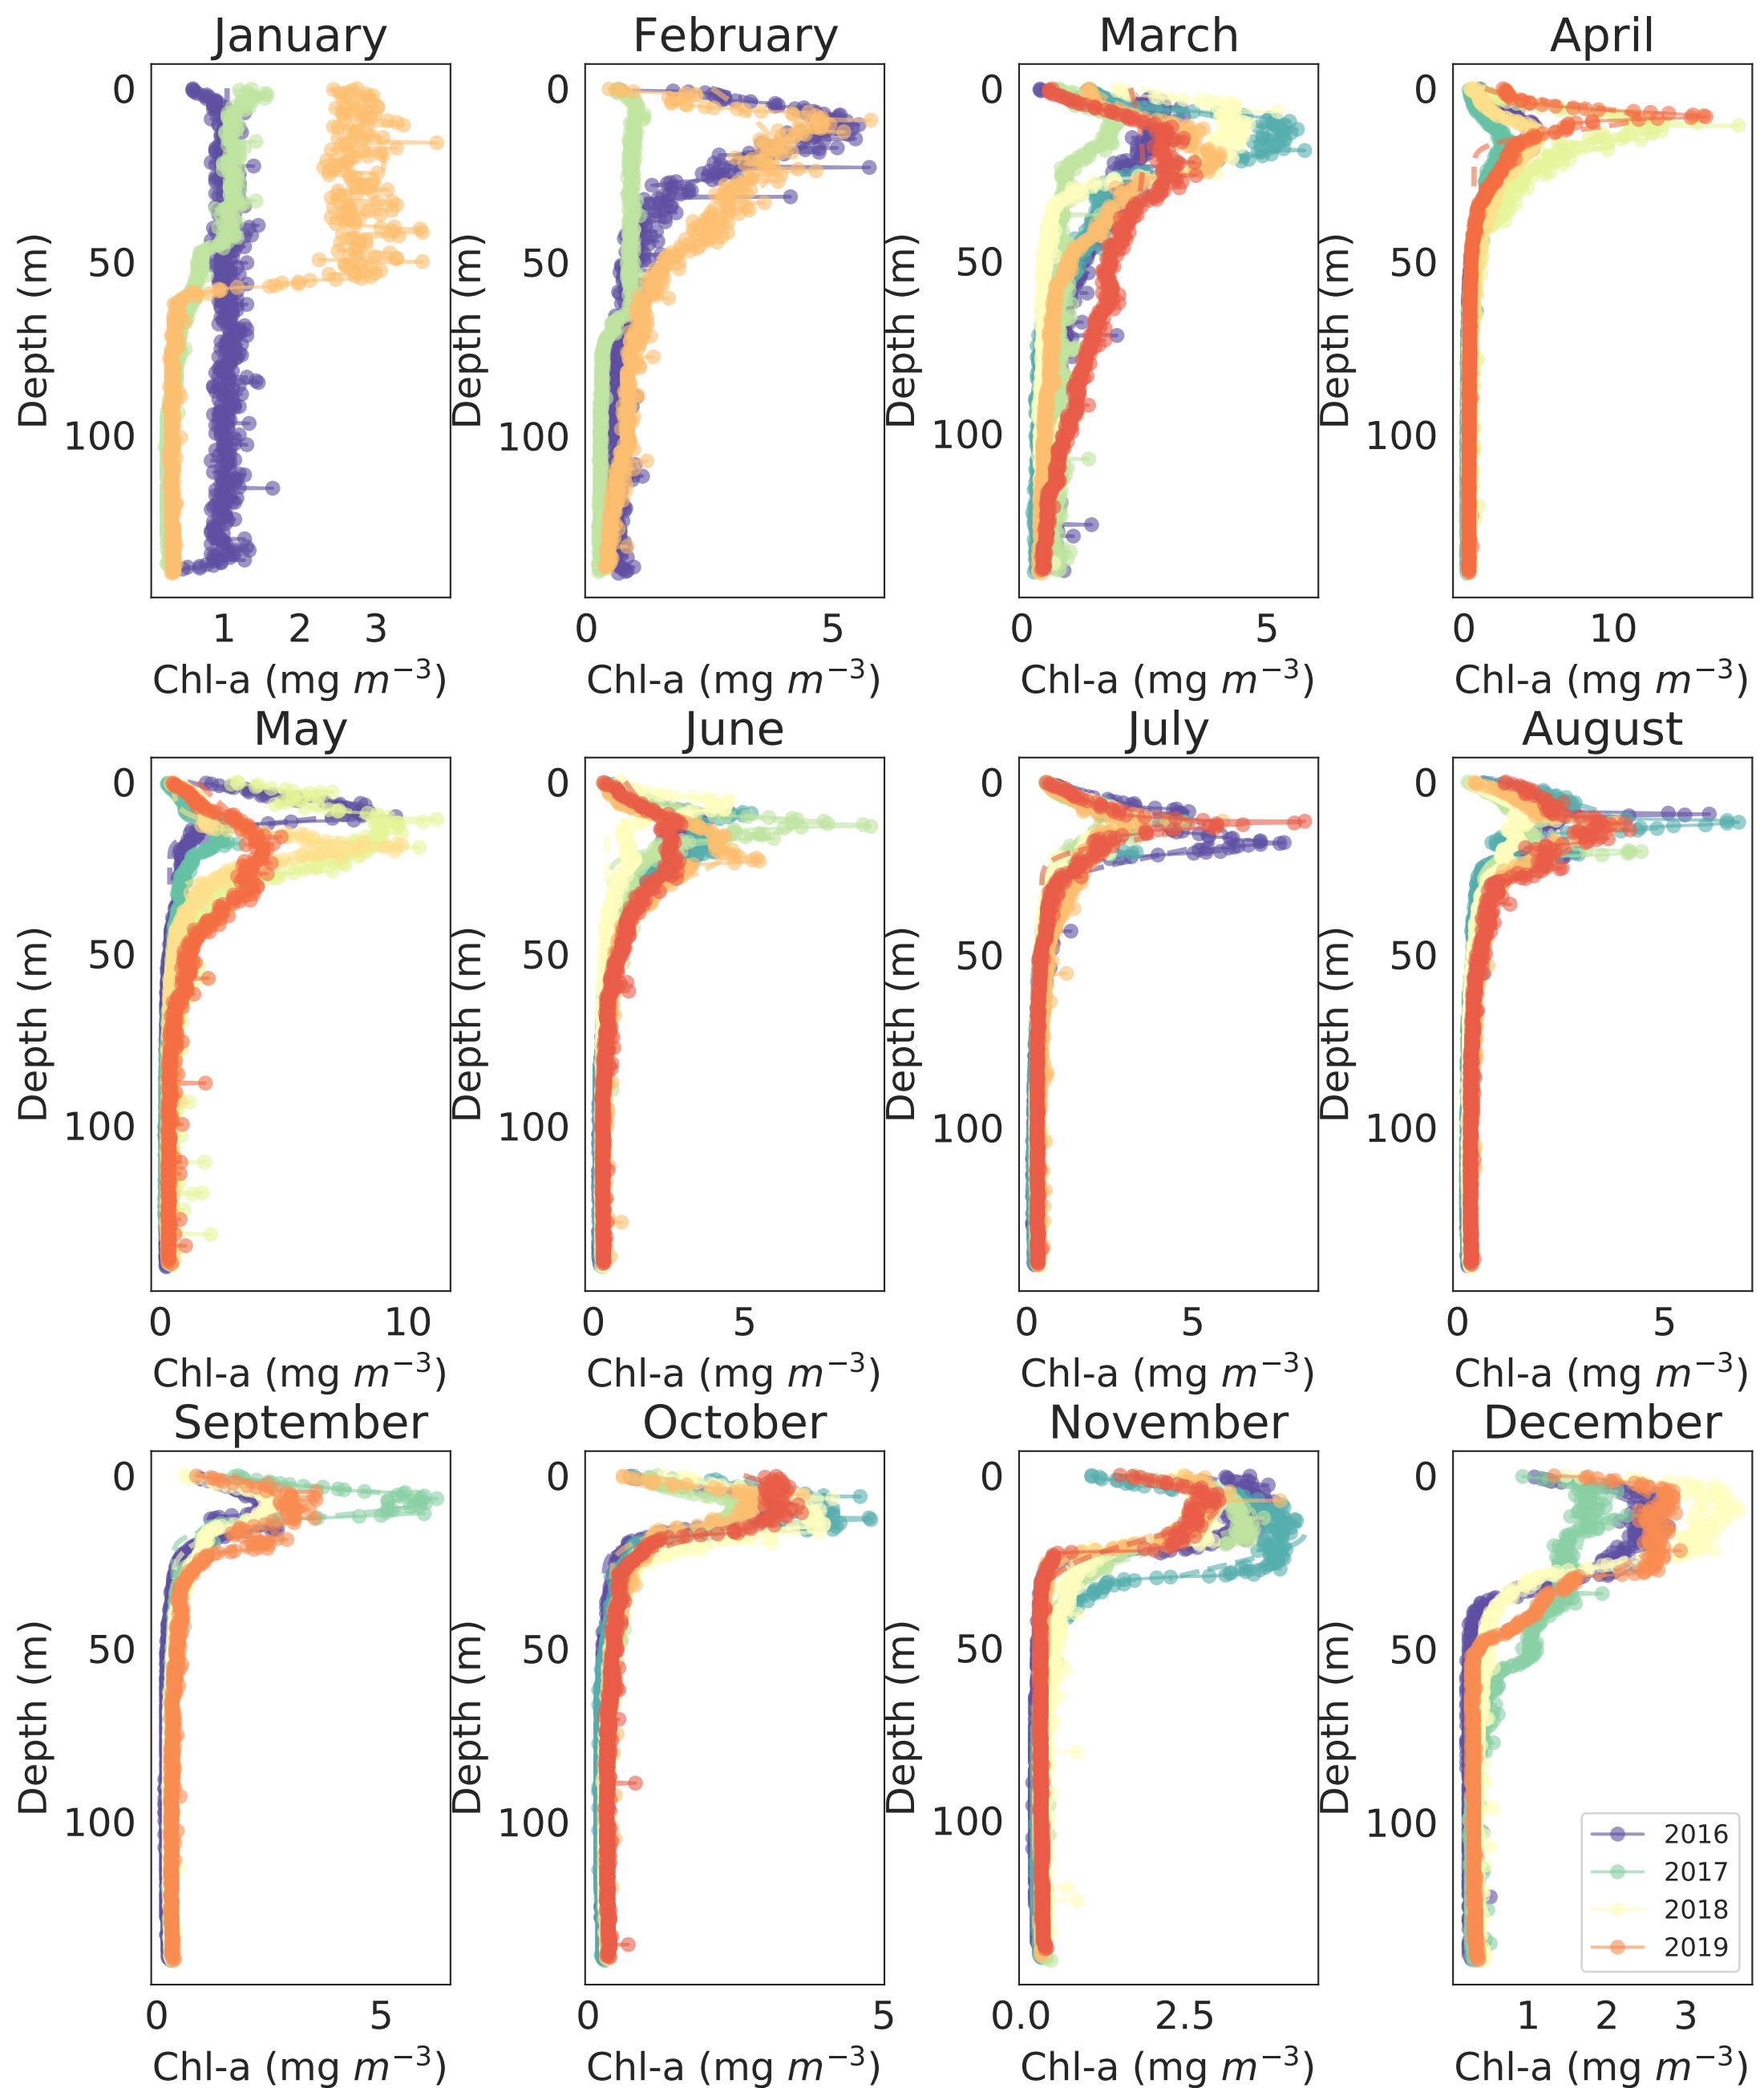 January February March April
0 0 0 0
50 50 50 50
100 100 100 100
Depth (m) Depth (m) Depth (m) Depth (m)
1 2 3 0 5 0 5 0 10
Chl-a (mg m⁻³) Chl-a (mg m⁻³) Chl-a (mg m⁻³) Chl-a (mg m⁻³)
May June July August
0 0 0 0
50 50 50 50
100 100 100 100
Depth (m) Depth (m) Depth (m) Depth (m)
0 10 0 5 0 5 0 5
Chl-a (mg m⁻³) Chl-a (mg m⁻³) Chl-a (mg m⁻³) Chl-a (mg m⁻³)
September October November December
0 0 0 0
50 50 50 50
100 100 100 100
Depth (m) Depth (m) Depth (m) Depth (m)
2016
2017
2018
2019
0 5 0 5 0.0 2.5 1 2 3
Chl-a (mg m⁻³) Chl-a (mg m⁻³) Chl-a (mg m⁻³) Chl-a (mg m⁻³)